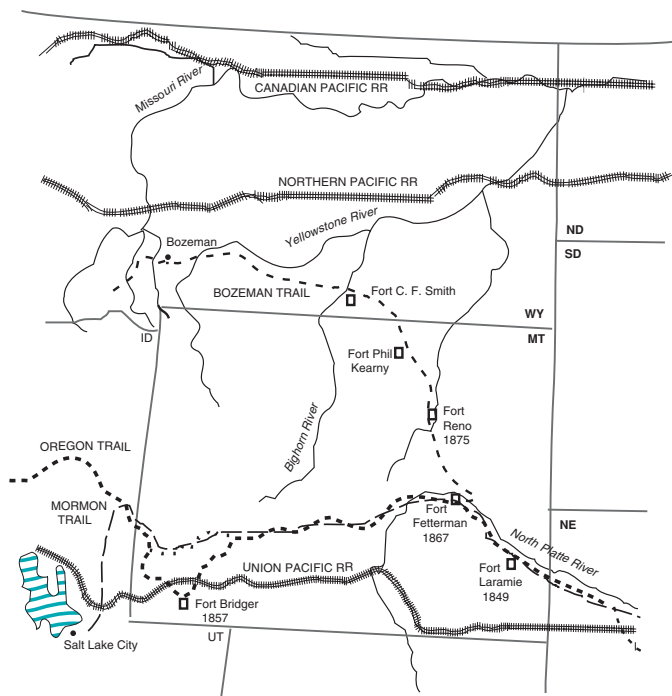 Missouri River
CANADIAN PACIFIC RR
NORTHERN PACIFIC RR
Yellowstone River
ND
SD
Bozeman
BOZEMAN TRAIL
Fort C. F. Smith
WY
MT
ID
Fort Phil
Kearny
Fort
Reno
1875
Bighorn River
OREGON TRAIL
MORMON
TRAIL
Fort
Fetterman
1867
NE
North Platte River
UNION PACIFIC RR
Fort
Laramie
1849
Fort Bridger
1857
UT
Salt Lake City